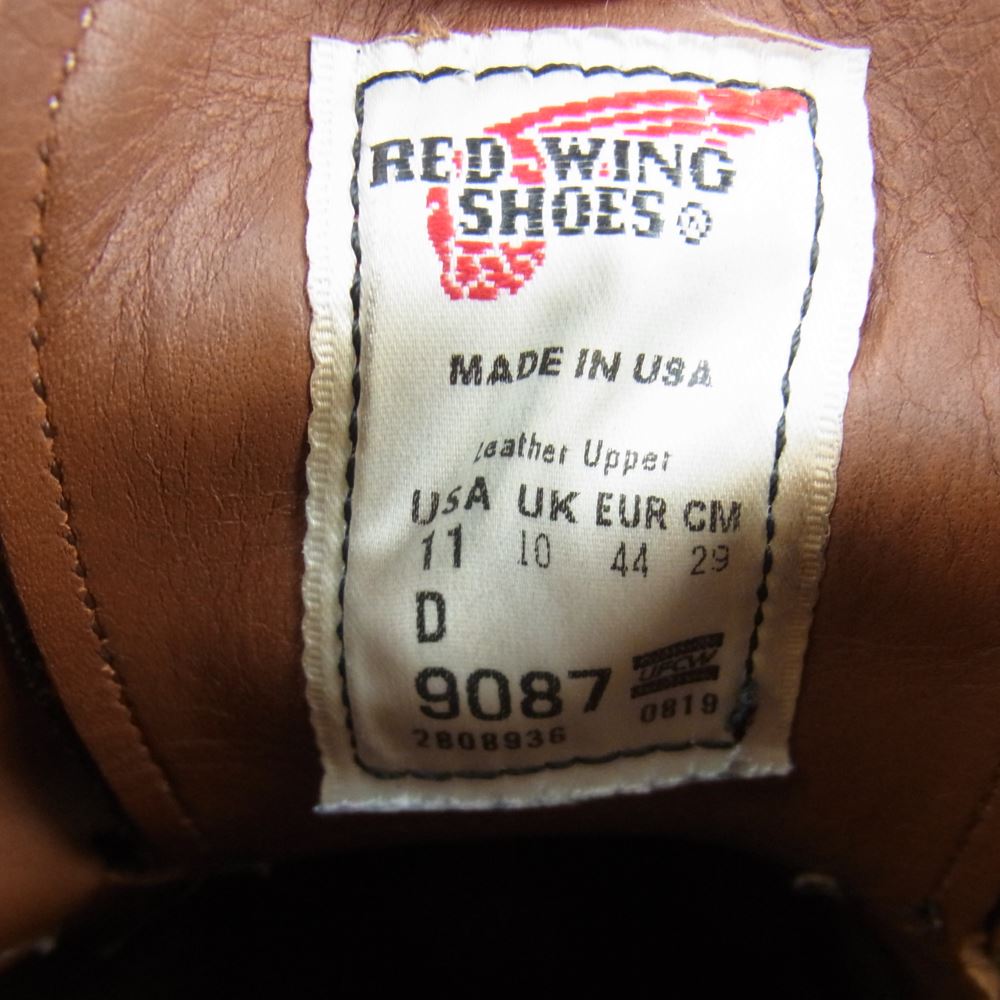 RED WING
SHOES ®
MADE IN USA
Leather Upper
USA UK EUR CM
11 10 44 29
D
UFCW
9087 0819
2808936